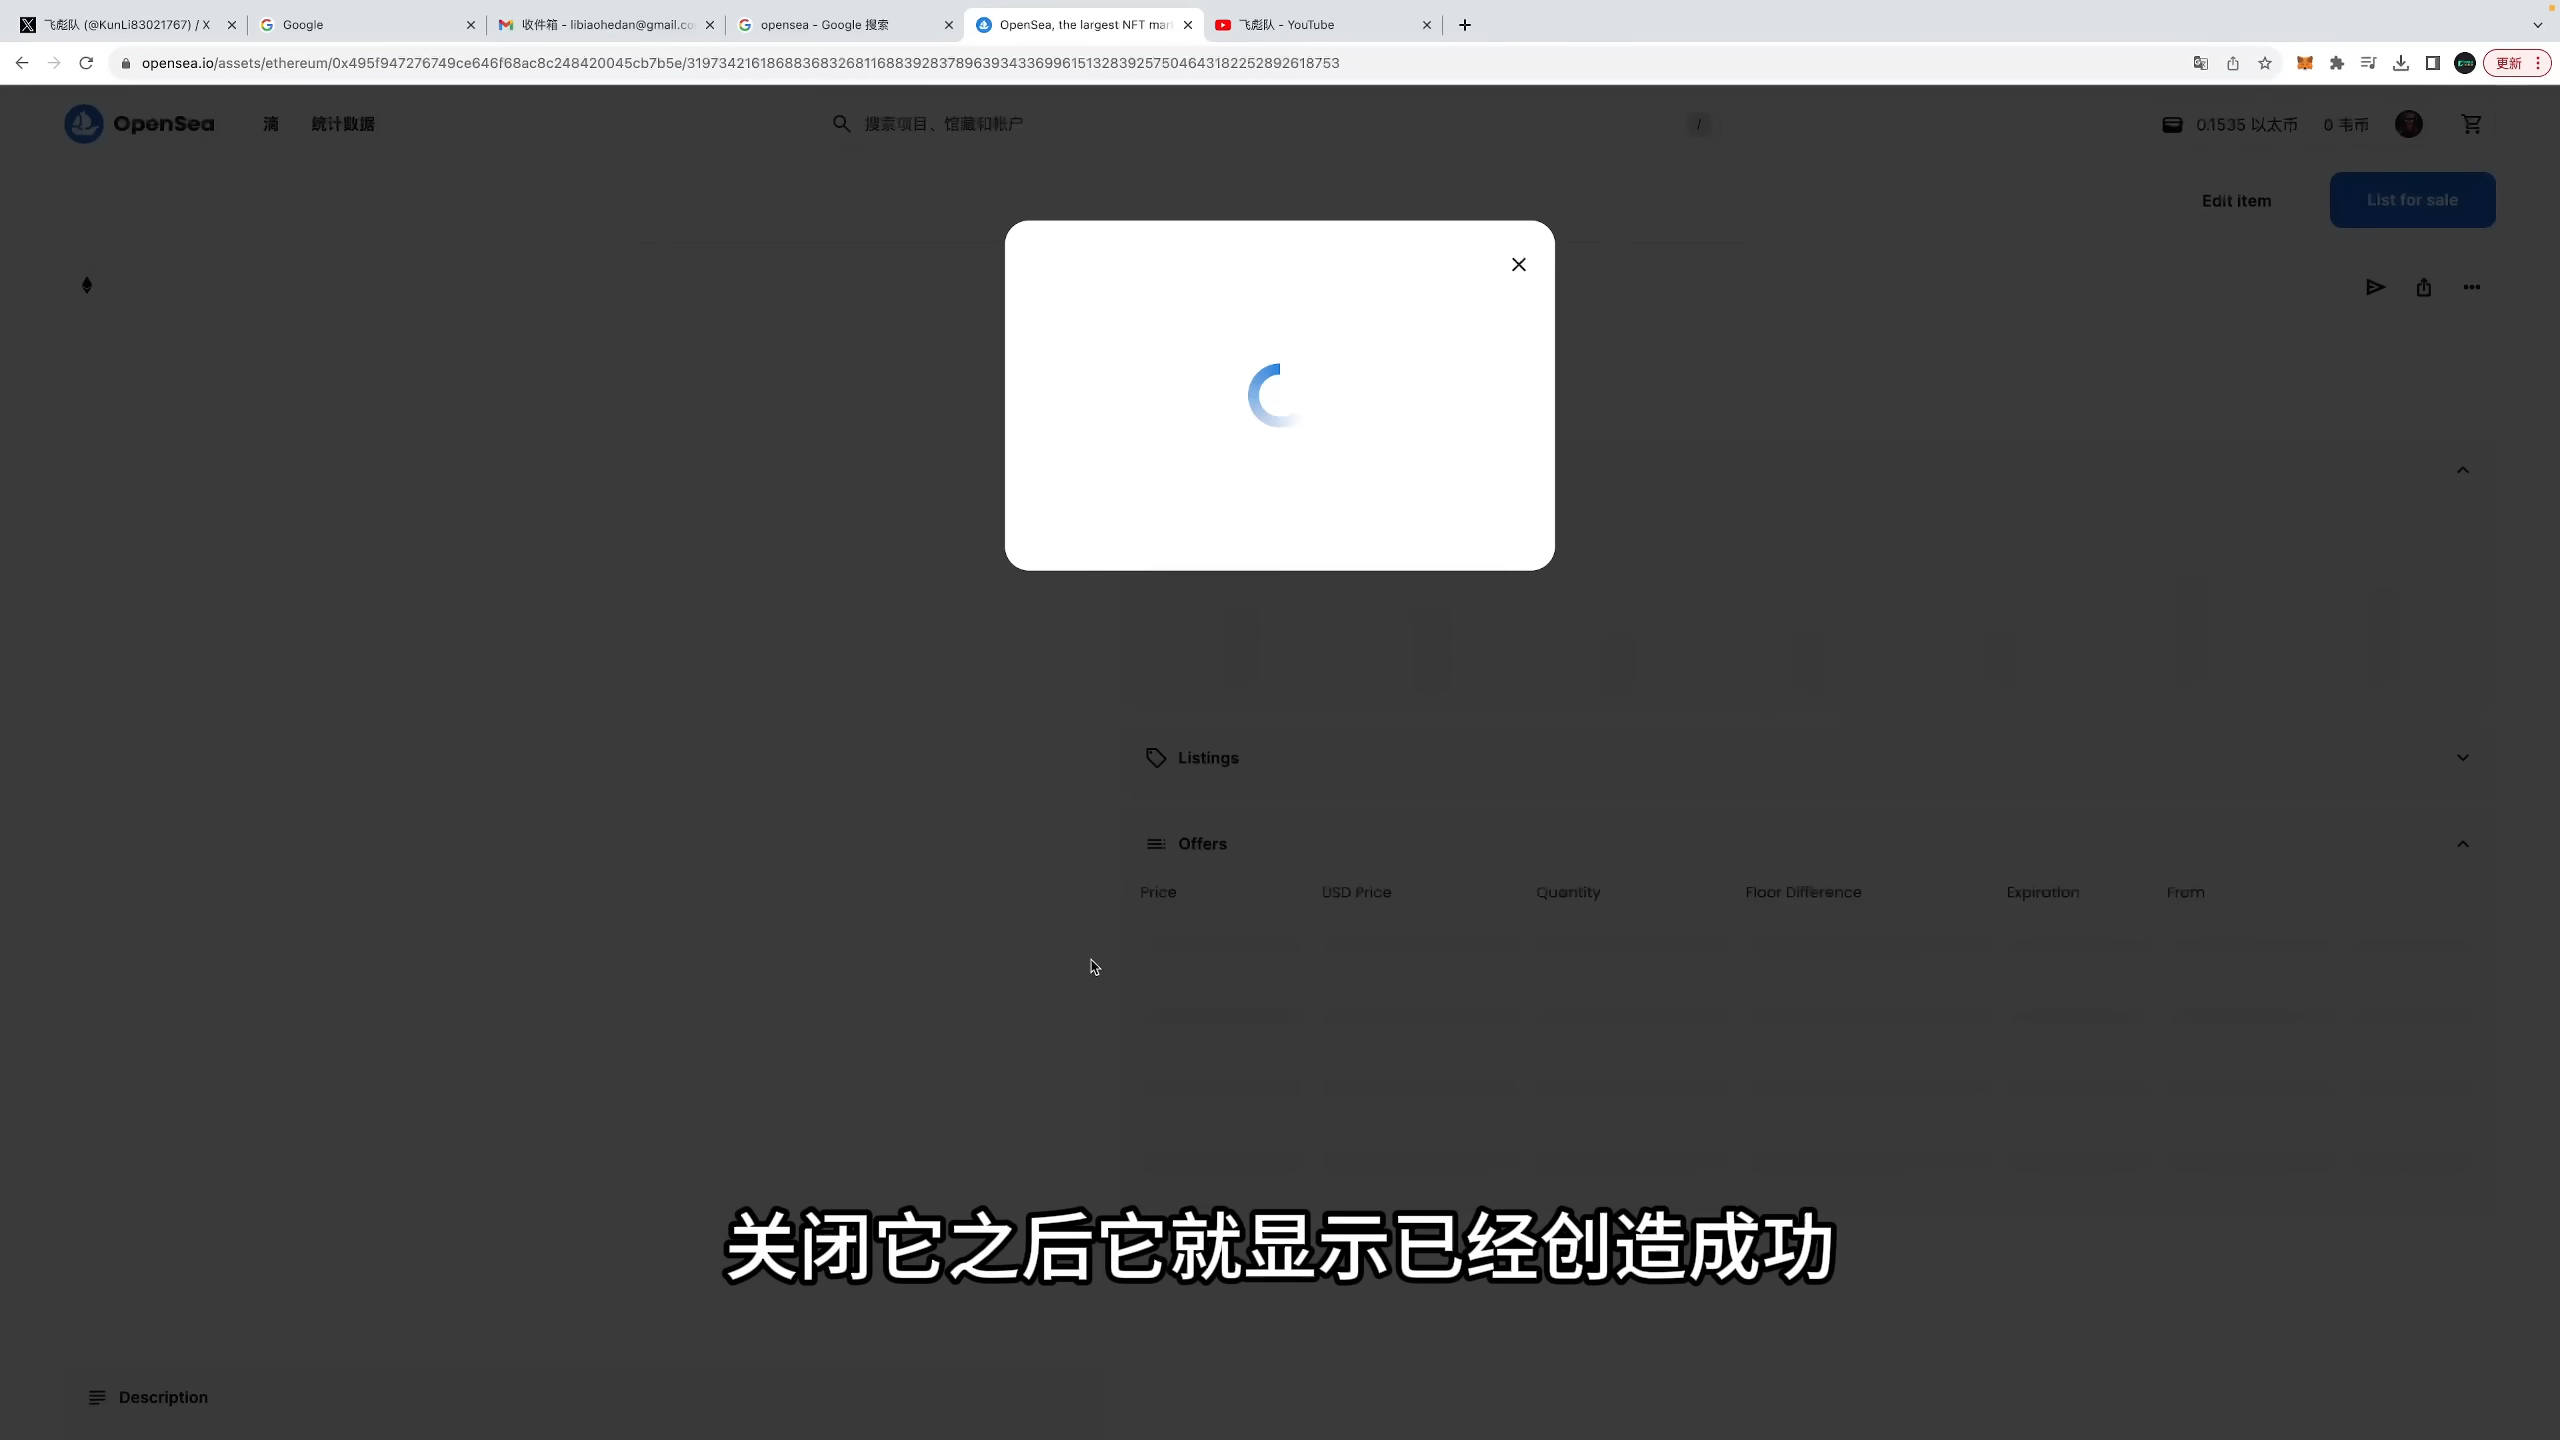 飞彪队 (@KunLi83021767) / X
Google
收件箱 - libiaohedan@gmail.co
opensea - Google 搜索
OpenSea, the largest NFT mar
飞彪队 - YouTube
opensea.io/assets/ethereum/0x495f947276749ce646f68ac8c248420045cb7b5e/31973421618688368326811688392837896393433699615132839257504643182252892618753
更新
OpenSea
滴
統计数据
搜素项目、馆藏和帐户
/
0.1535 以太币
0 韦币
Edit item
List for sale
Listings
Offers
Price
USD Price
Quantity
Floor Difference
Expiration
From
关闭它之后它就显示已经创造成功
Description